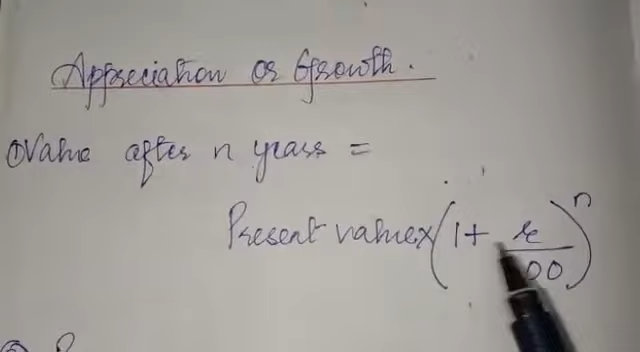 Appreciation or Growth.
① Value after n years =
Present value x (1 + r/100)^n